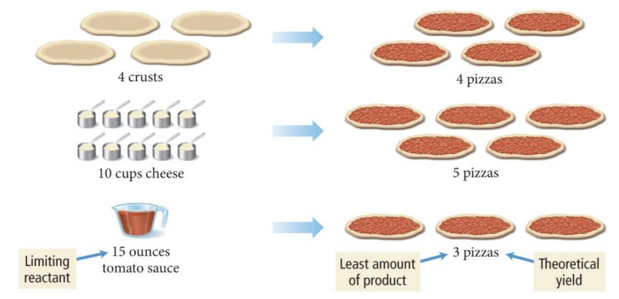 4 crusts
4 pizzas
10 cups cheese
5 pizzas
Limiting
reactant
15 ounces
tomato sauce
Least amount
of product
3 pizzas
Theoretical
yield